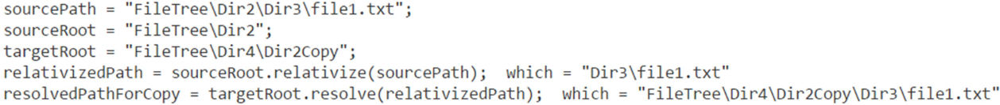 sourcePath = "FileTree\Dir2\Dir3\file1.txt";
sourceRoot = "FileTree\Dir2";
targetRoot = "FileTree\Dir4\Dir2Copy";
relativizedPath = sourceRoot.relativize(sourcePath);  which = "Dir3\file1.txt"
resolvedPathForCopy = targetRoot.resolve(relativizedPath);  which = "FileTree\Dir4\Dir2Copy\Dir3\file1.txt"